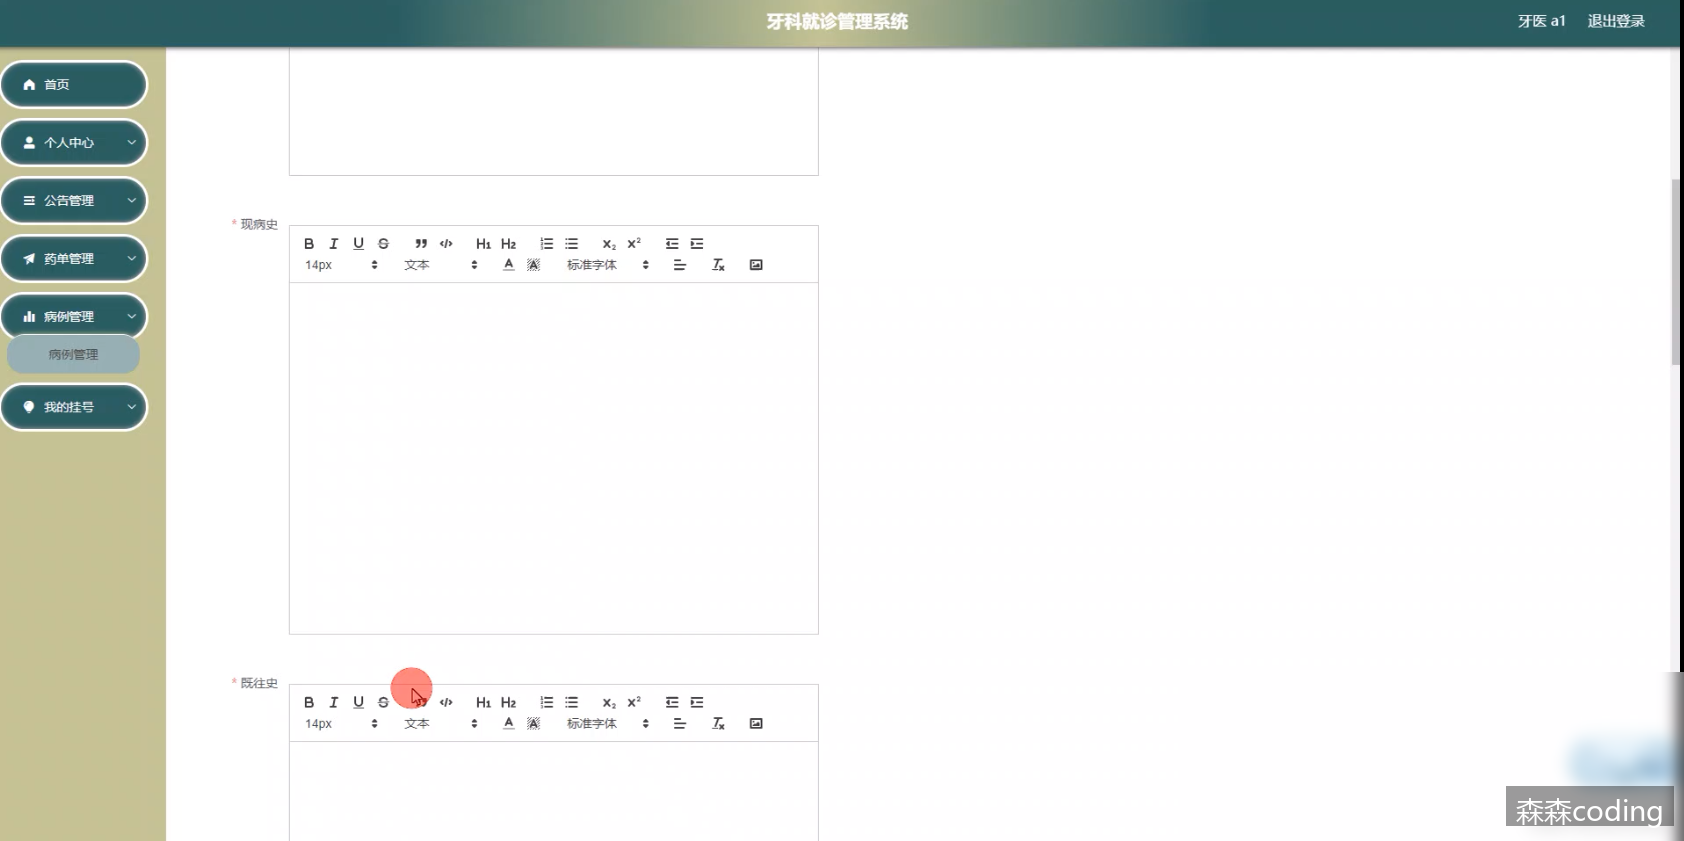 牙科就诊管理系统
牙医 a1 退出登录
首页
个人中心
公告管理
药单管理
病例管理
病例管理
我的挂号
* 现病史
B I U S ” </> H1 H2 x₂ x²
14px 文本 A A 标准字体 Tx
* 既往史
B I U S ” </> H1 H2 x₂ x²
14px 文本 A A 标准字体 Tx
森森coding